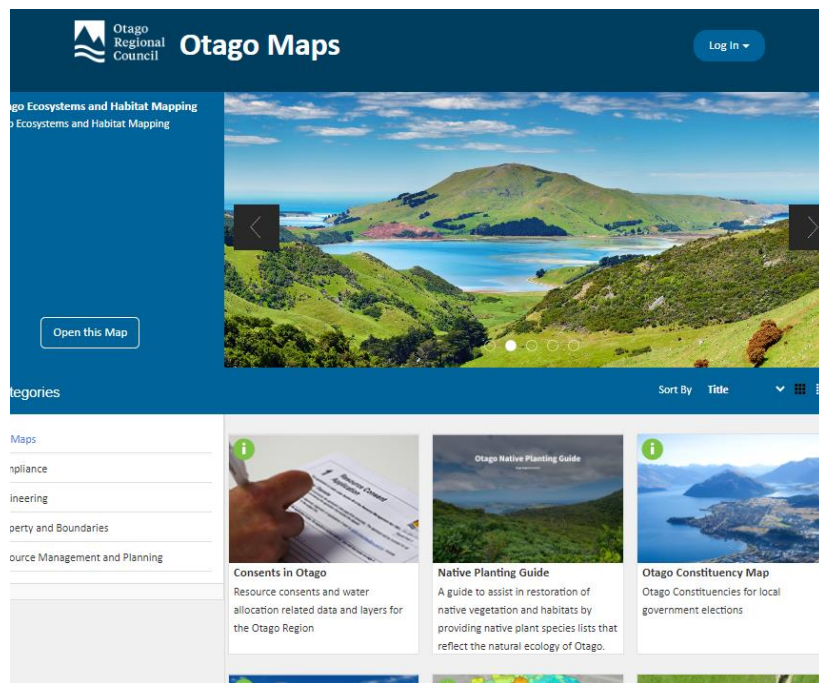 Otago
Regional
Council
Otago Maps
Log In
ago Ecosystems and Habitat Mapping
o Ecosystems and Habitat Mapping
Open this Map
tegories
Sort By Title
Maps
mpliance
ineering
perty and Boundaries
ource Management and Planning
Resource Consent
Application
Otago Native Planting Guide
Consents in Otago
Resource consents and water
allocation related data and layers for
the Otago Region
Native Planting Guide
A guide to assist in restoration of
native vegetation and habitats by
providing native plant species lists that
reflect the natural ecology of Otago.
Otago Constituency Map
Otago Constituencies for local
government elections